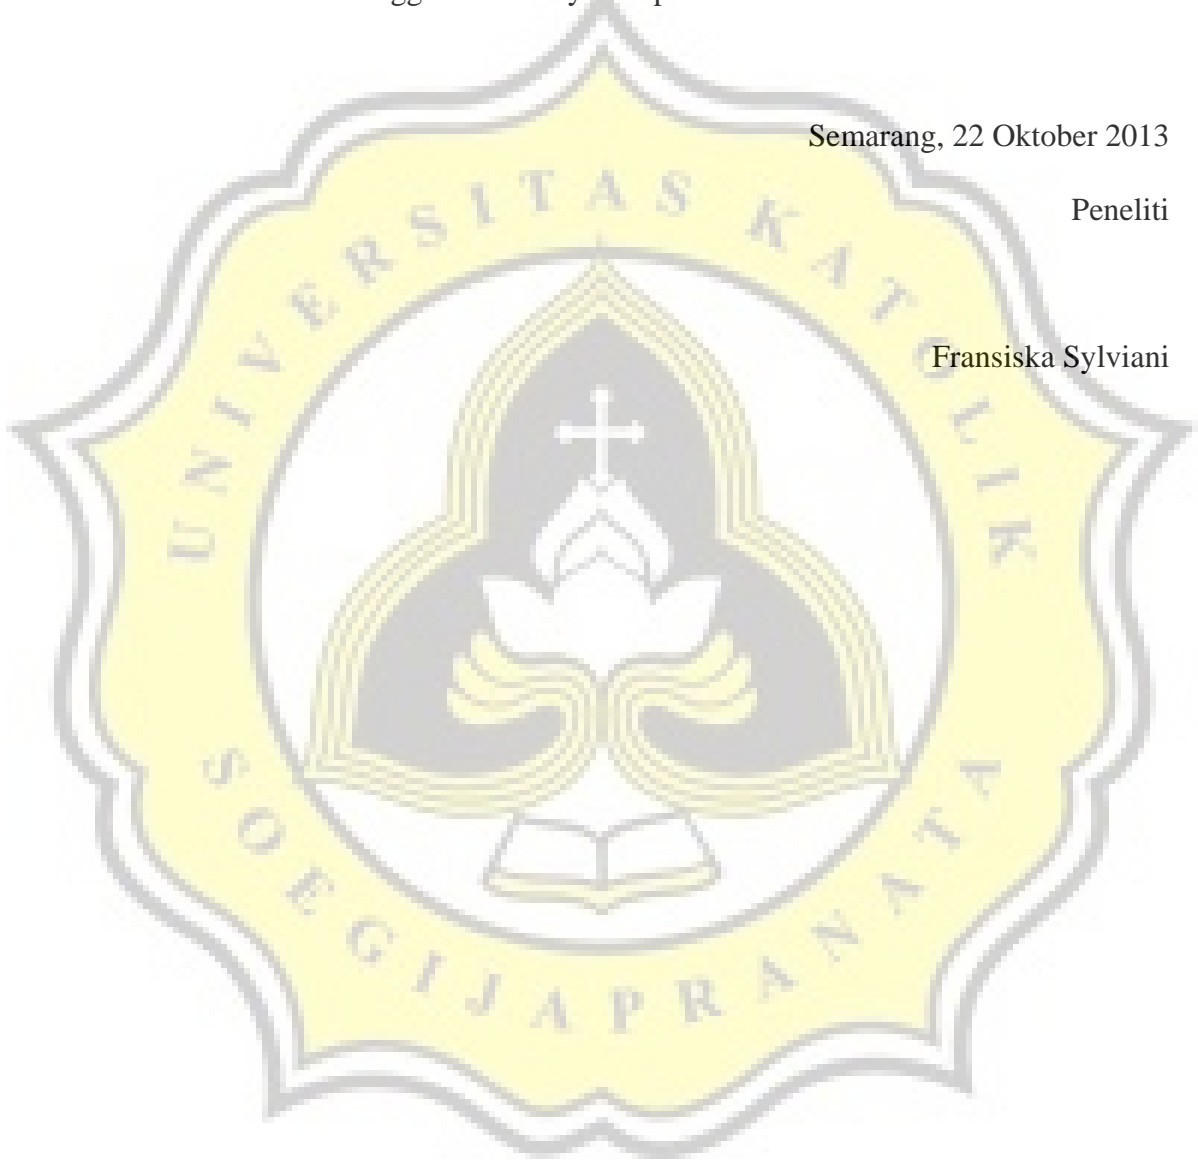 Semarang, 22 Oktober 2013
Peneliti
Fransiska Sylviani
UNIVERSITAS KATOLIK
SOEGIJAPRANATA